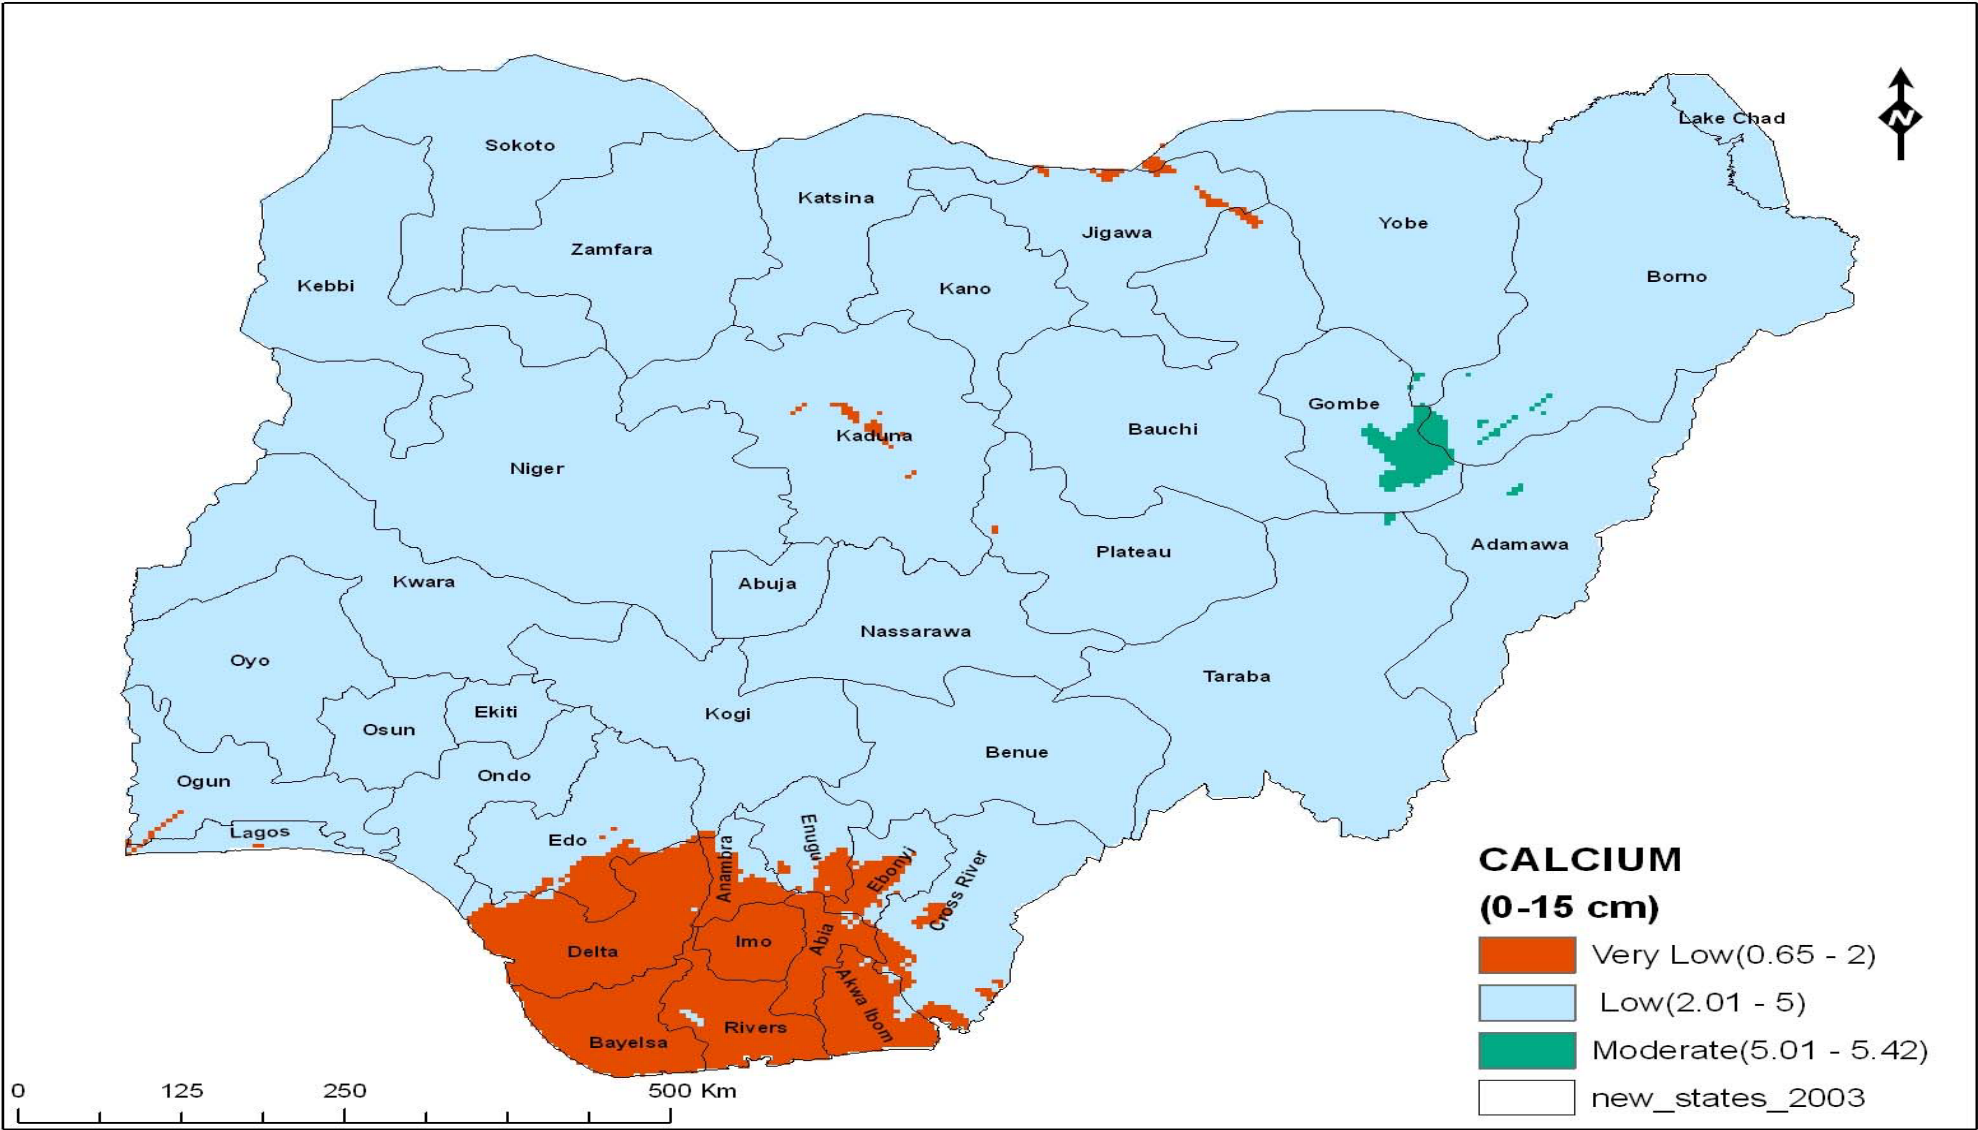 Lake Chad
N
Sokoto
Katsina
Zamfara
Jigawa
Yobe
Kebbi
Kano
Borno
Gombe
Kaduna
Bauchi
Niger
Plateau
Adamawa
Kwara
Abuja
Nassarawa
Oyo
Taraba
Kogi
Ekiti
Osun
Benue
Ogun
Ondo
Lagos
Edo
Enugu
Anambra
Ebonyi
Cross River
Delta
Imo
Abia
Akwa Ibom
Rivers
Bayelsa
CALCIUM
(0-15 cm)
Very Low(0.65 - 2)
Low(2.01 - 5)
Moderate(5.01 - 5.42)
new_states_2003
0 125 250 500 Km